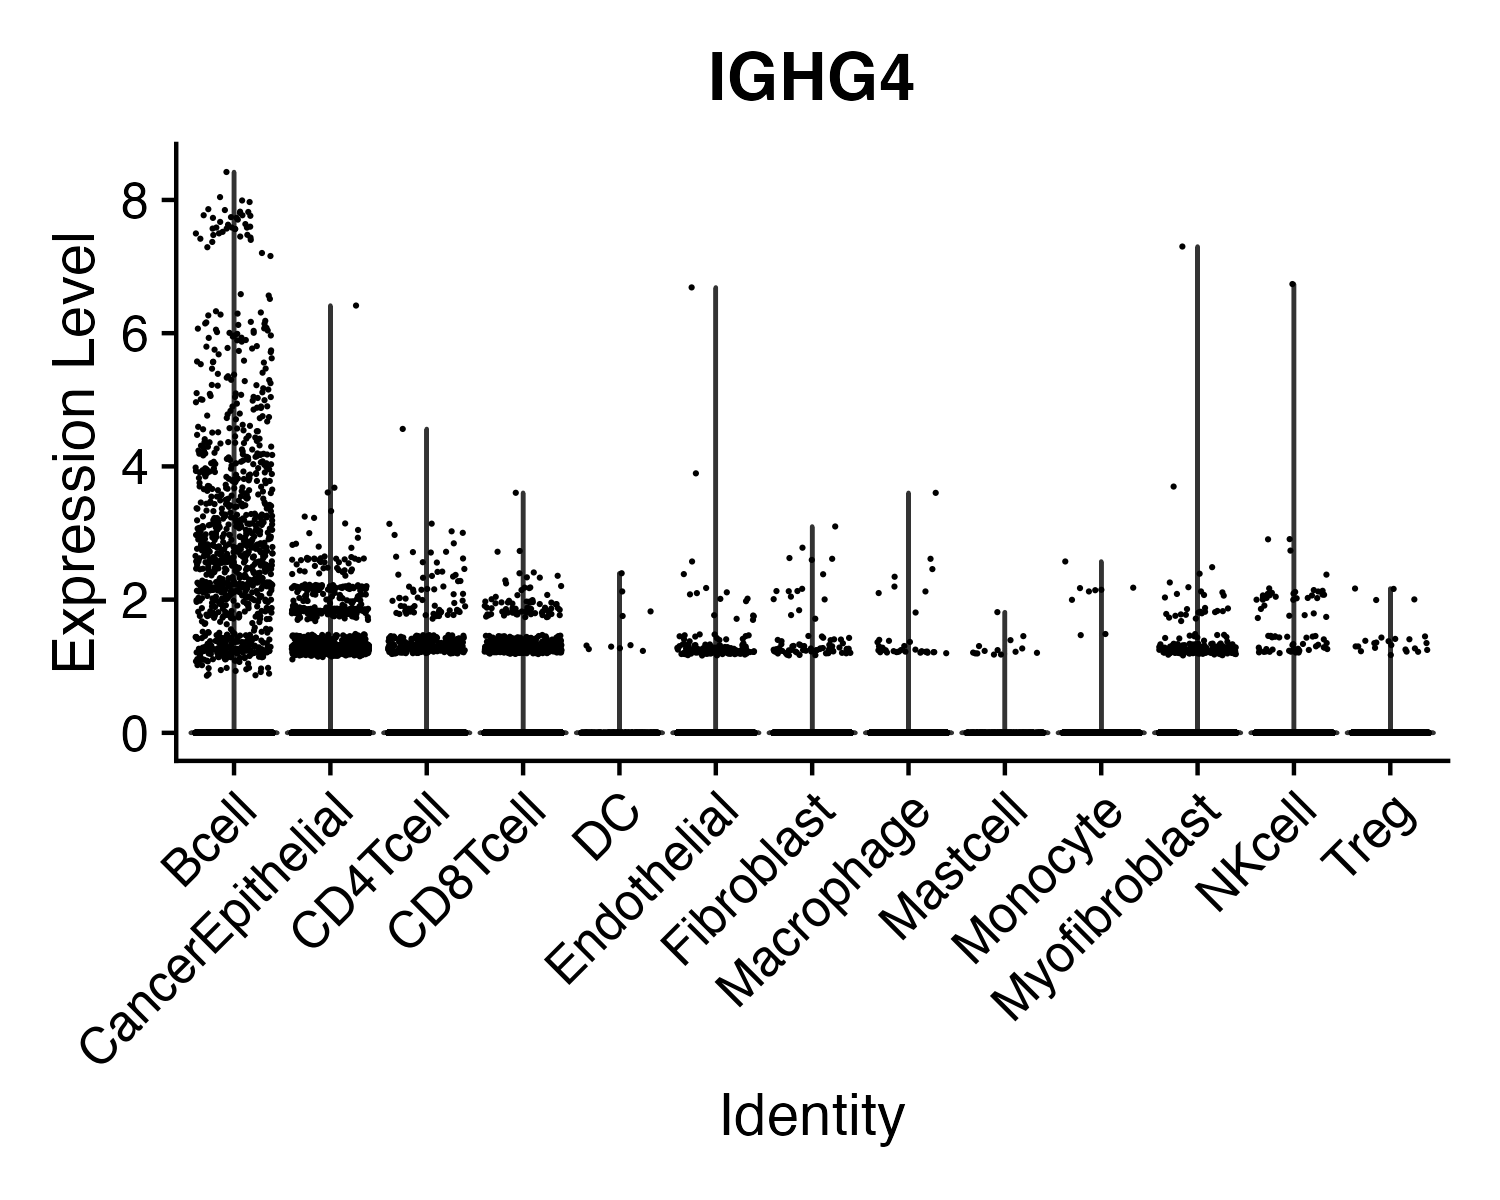 IGHG4
Expression Level
8
6
4
2
0
Bcell
CancerEpithelial
CD4Tcell
CD8Tcell
DC
Endothelial
Fibroblast
Macrophage
Mastcell
Monocyte
Myofibroblast
NKcell
Treg
Identity